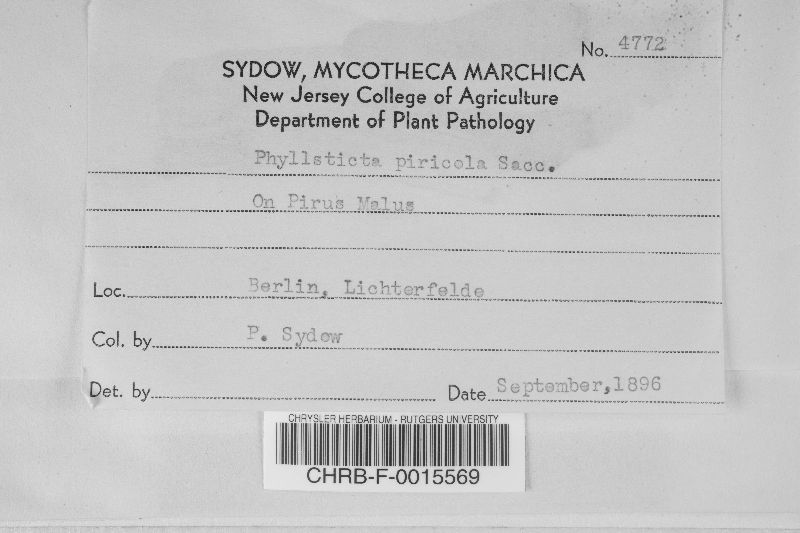 No. 4772
SYDOW, MYCOTHECA MARCHICA
New Jersey College of Agriculture
Department of Plant Pathology
Phyllsticta piricola Sacc.
On Pirus Malus
Loc. Berlin, Lichterfelde
Col. by P. Sydow
Det. by Date September, 1896
CHRYSLER HERBARIUM - RUTGERS UNIVERSITY
CHRB-F-0015569